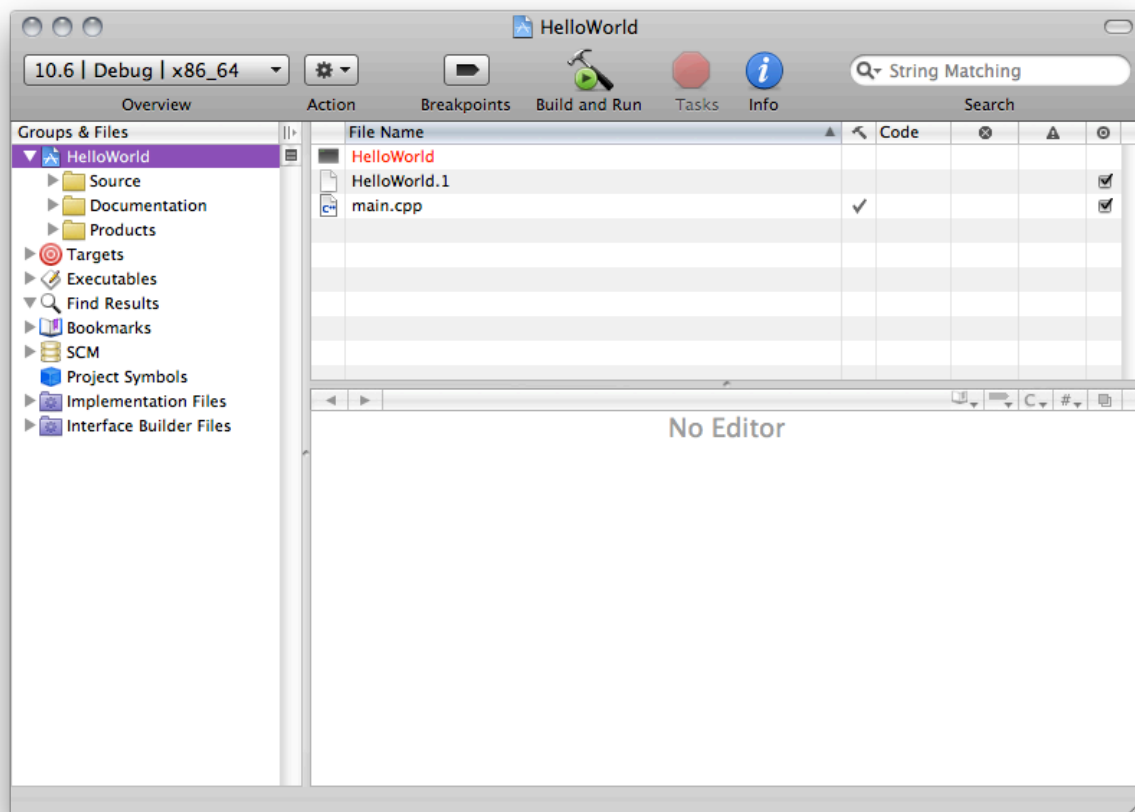 HelloWorld
10.6 | Debug | x86_64
String Matching
Overview Action Breakpoints Build and Run Tasks Info Search
Groups & Files
File Name Code
HelloWorld
Source
Documentation
Products
Targets
Executables
Find Results
Bookmarks
SCM
Project Symbols
Implementation Files
Interface Builder Files
HelloWorld
HelloWorld.1
C++ main.cpp
C #
No Editor